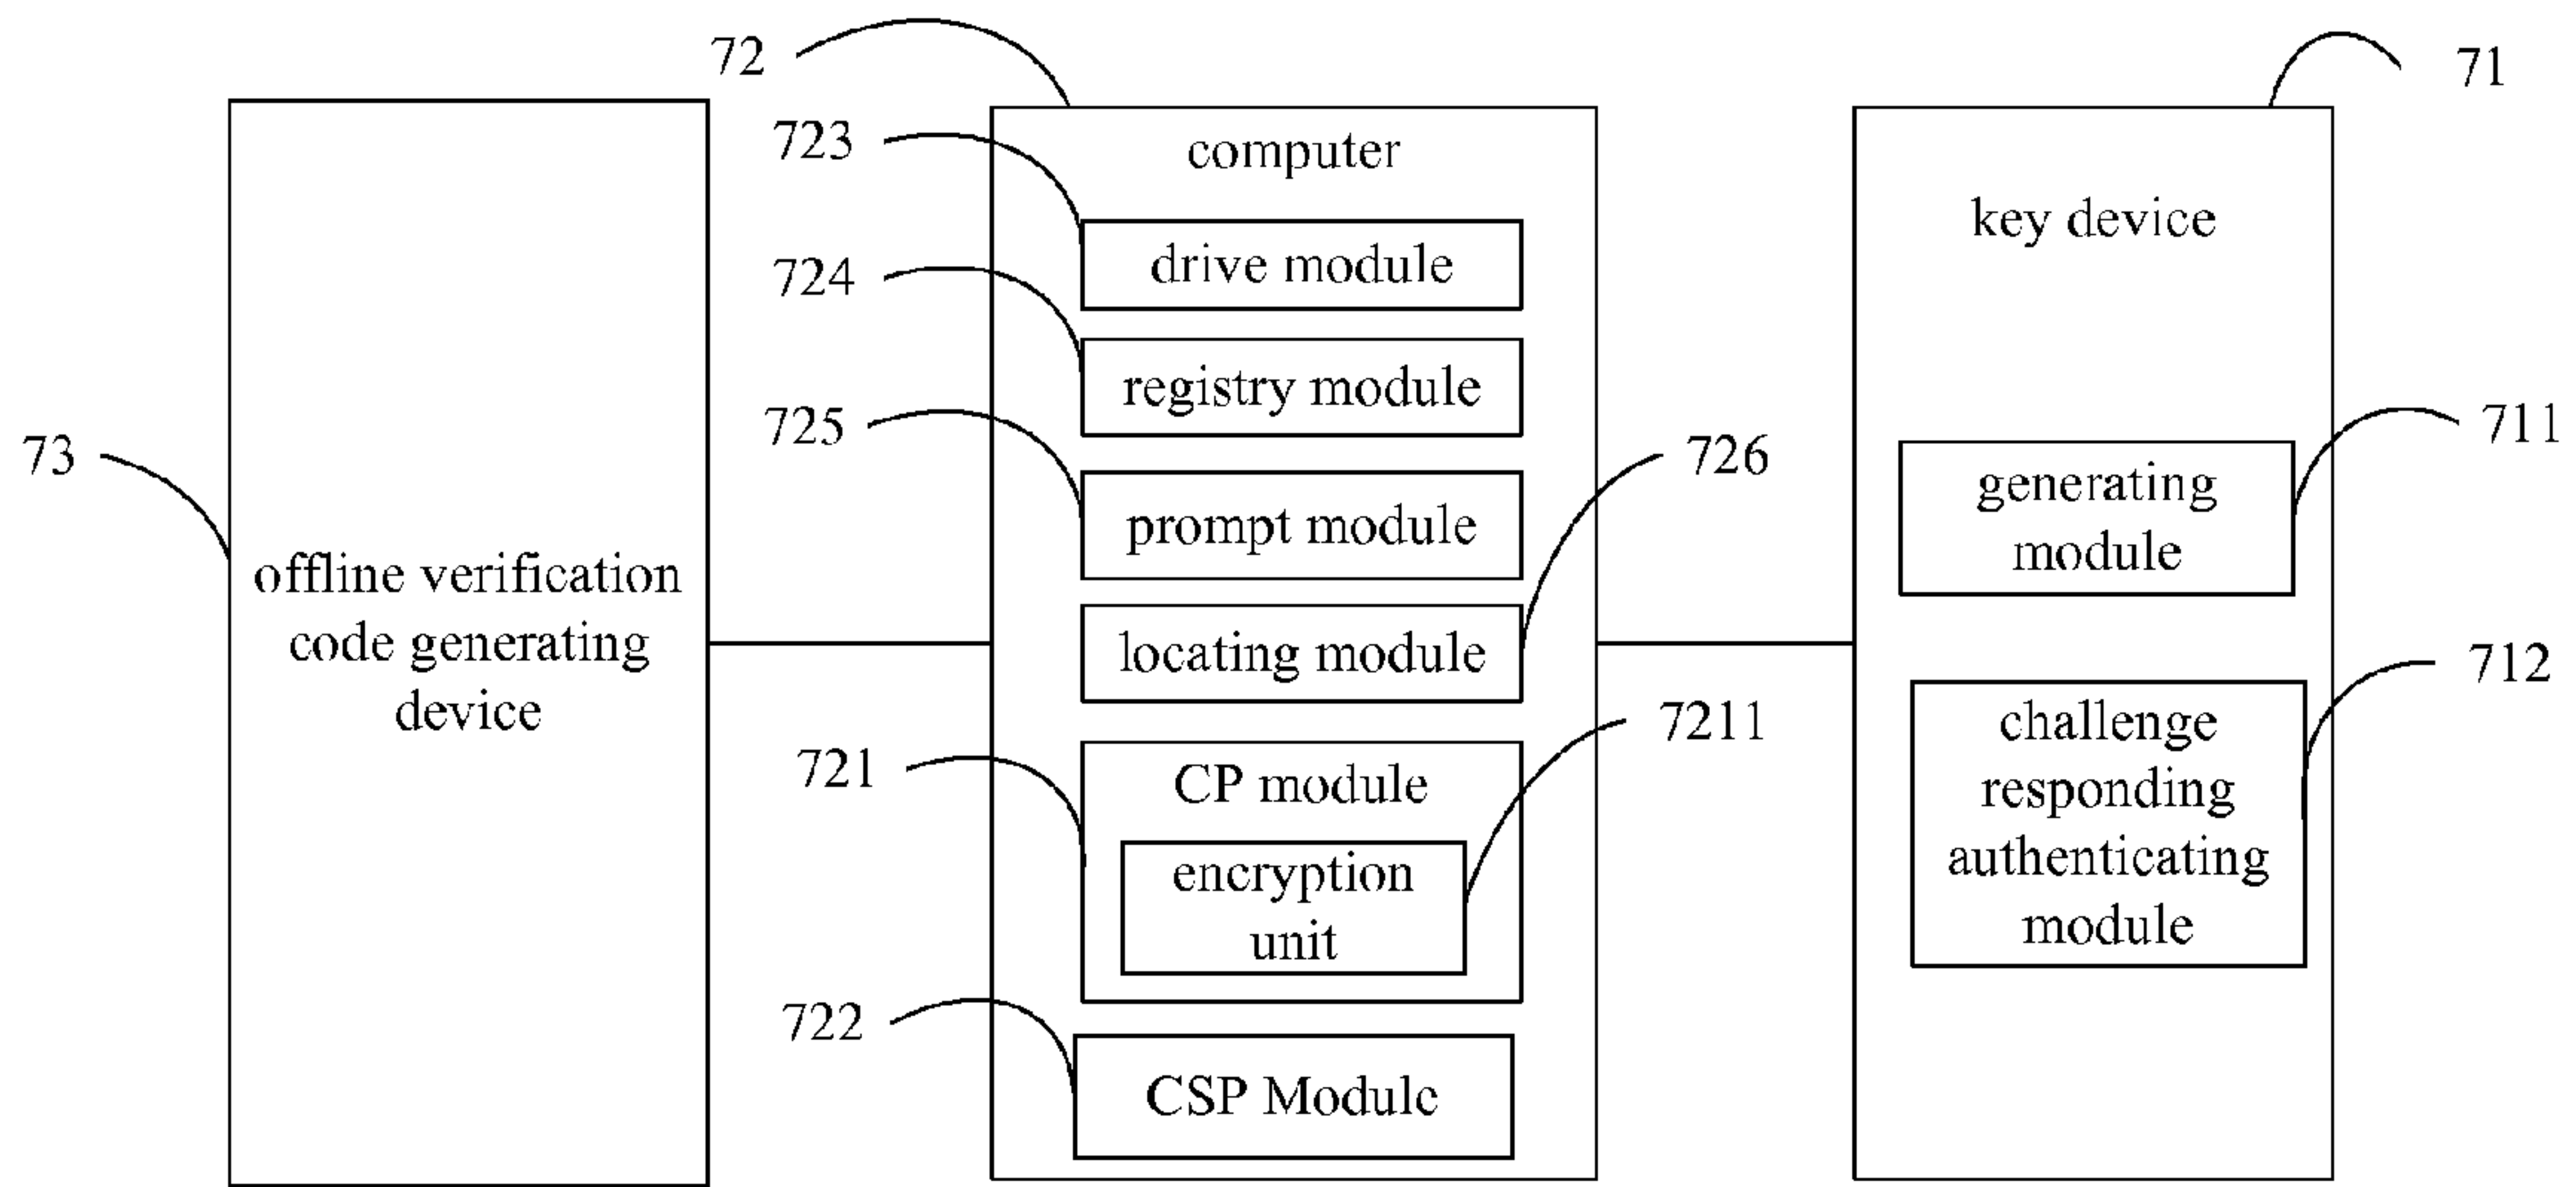 72
71
723
computer
key device
drive module
724
registry module
725
711
73
726
generating
module
prompt module
offline verification
code generating
device
locating module
712
challenge
responding
authenticating
module
721
7211
CP module
encryption
unit
722
CSP Module